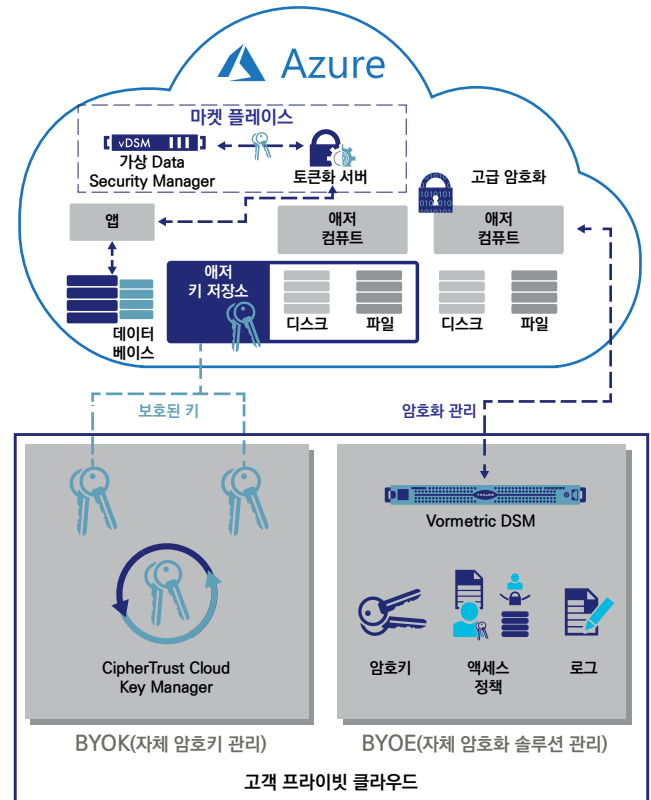 Azure
마켓 플레이스
vDSM
가상 Data
Security Manager
토큰화 서버
고급 암호화
앱
애저
컴퓨트
애저
컴퓨트
데이터
베이스
애저
키 저장소
디스크
파일
디스크
파일
보호된 키
암호화 관리
THALES
Vormetric DSM
CipherTrust Cloud
Key Manager
암호키
액세스
정책
로그
BYOK(자체 암호키 관리)
BYOE(자체 암호화 솔루션 관리)
고객 프라이빗 클라우드